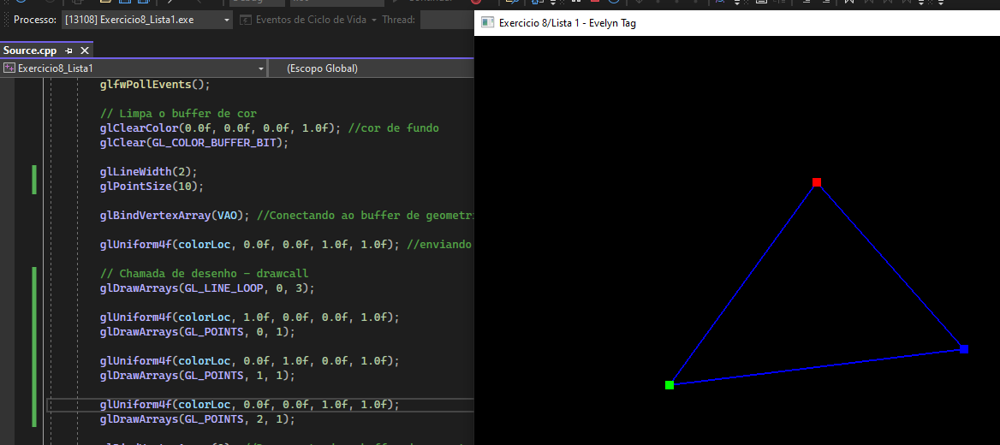 Processo: [13108] Exercicio8_Lista1.exe Eventos de Ciclo de Vida Thread:
Exercicio 8/Lista 1 - Evelyn Tag
Source.cpp
Exercicio8_Lista1 (Escopo Global)
glfwPollEvents();
// Limpa o buffer de cor
glClearColor(0.0f, 0.0f, 0.0f, 1.0f); //cor de fundo
glClear(GL_COLOR_BUFFER_BIT);
glLineWidth(2);
glPointSize(10);
glBindVertexArray(VAO); //Conectando ao buffer de geometri
glUniform4f(colorLoc, 0.0f, 0.0f, 1.0f, 1.0f); //enviando
// Chamada de desenho - drawcall
glDrawArrays(GL_LINE_LOOP, 0, 3);
glUniform4f(colorLoc, 1.0f, 0.0f, 0.0f, 1.0f);
glDrawArrays(GL_POINTS, 0, 1);
glUniform4f(colorLoc, 0.0f, 1.0f, 0.0f, 1.0f);
glDrawArrays(GL_POINTS, 1, 1);
glUniform4f(colorLoc, 0.0f, 0.0f, 1.0f, 1.0f);
glDrawArrays(GL_POINTS, 2, 1);